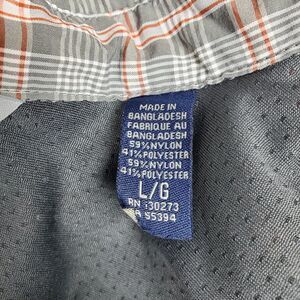 MADE IN
BANGLADESH
FABRIQUE AU
BANGLADESH
59%NYLON
41%POLYESTER
59%NYLON
41%POLYESTER
L/G
RN 130273
55394